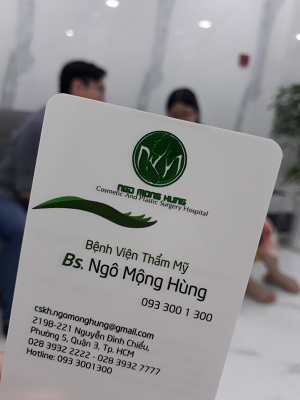 NGO MONG HUNG
Cosmetic And Plastic Surgery Hospital
Bệnh Viện Thẩm Mỹ
Bs. Ngô Mộng Hùng
093 300 1 300
cskh.ngomonghung@gmail.com
219B-221 Nguyễn Đình Chiểu,
Phường 5, Quận 3, Tp. HCM
028 3932 2222 - 028 3932 7777
Hotline: 093 3001300